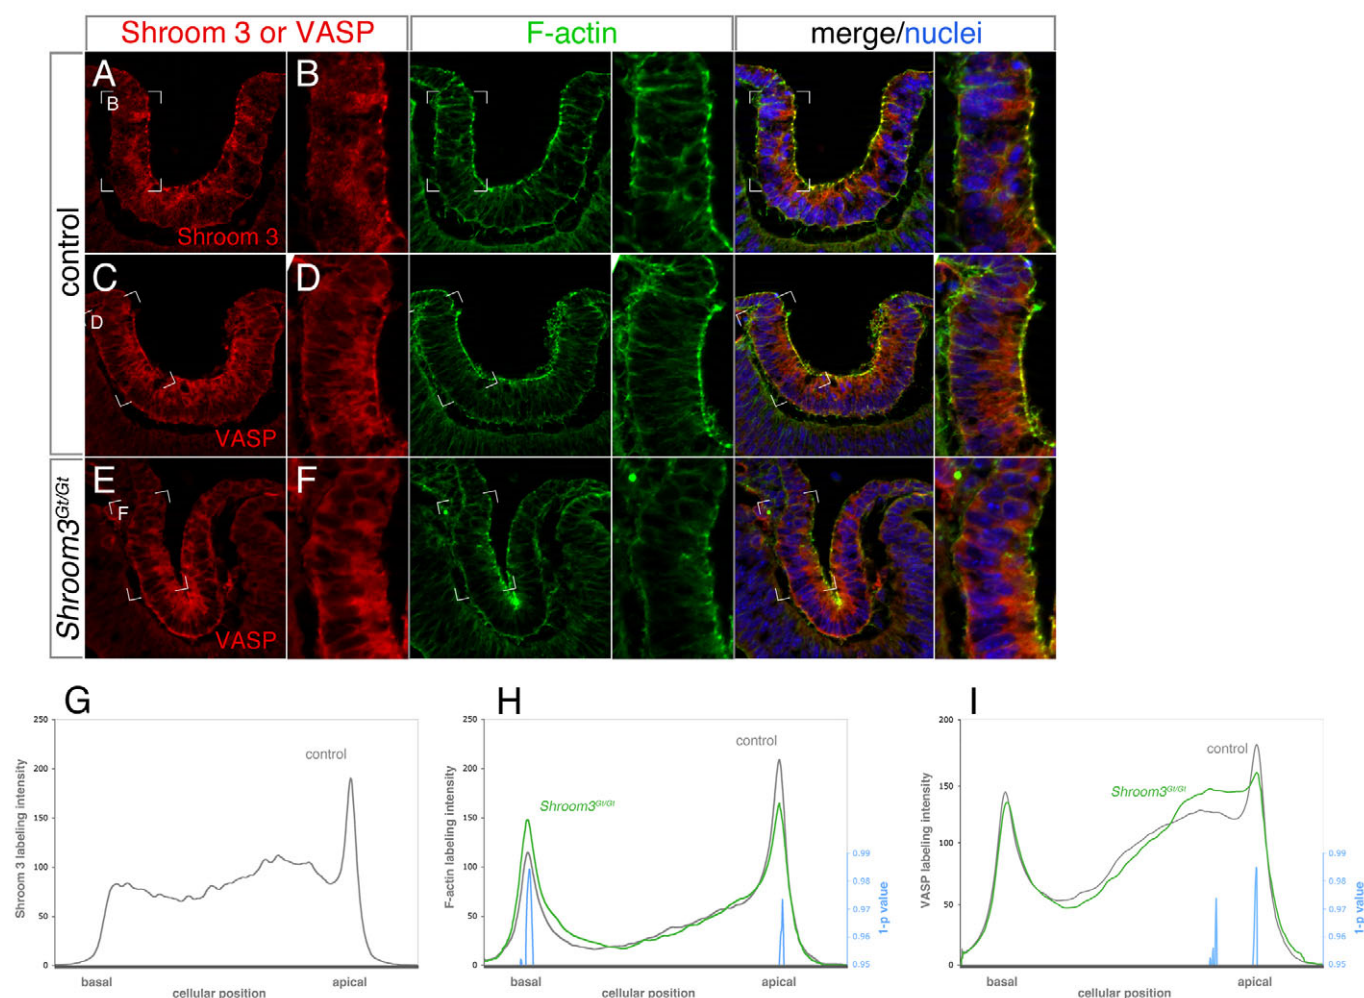 Shroom 3 or VASP F-actin merge/nuclei
control
A B
B
Shroom 3
C D
D
VASP
Shroom3Gt/Gt
E F
F
VASP
G
250
200
150
100
50
0
Shroom 3 labeling intensity
control
basal apical
cellular position
H
250
200
150
100
50
0
F-actin labeling intensity
control
Shroom3Gt/Gt
0.99
0.98
0.97
0.96
0.95
1-p value
basal apical
cellular position
I
200
150
100
50
0
VASP labeling intensity
control
Shroom3Gt/Gt
0.99
0.98
0.97
0.96
0.95
1-p value
basal apical
cellular position